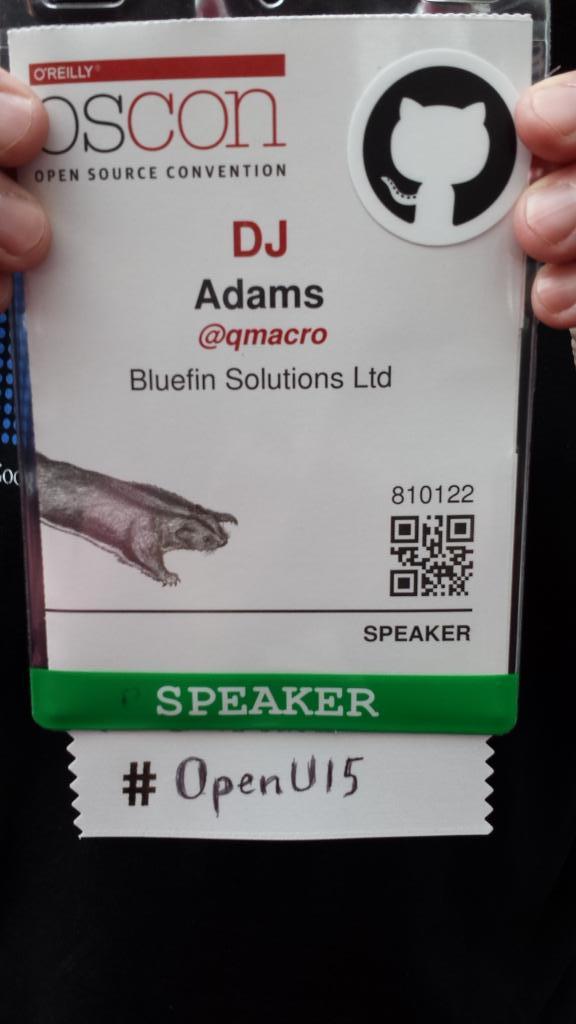 O'REILLY®
oscon
OPEN SOURCE CONVENTION
DJ
Adams
@qmacro
Bluefin Solutions Ltd
810122
SPEAKER
SPEAKER
# OpenUI5